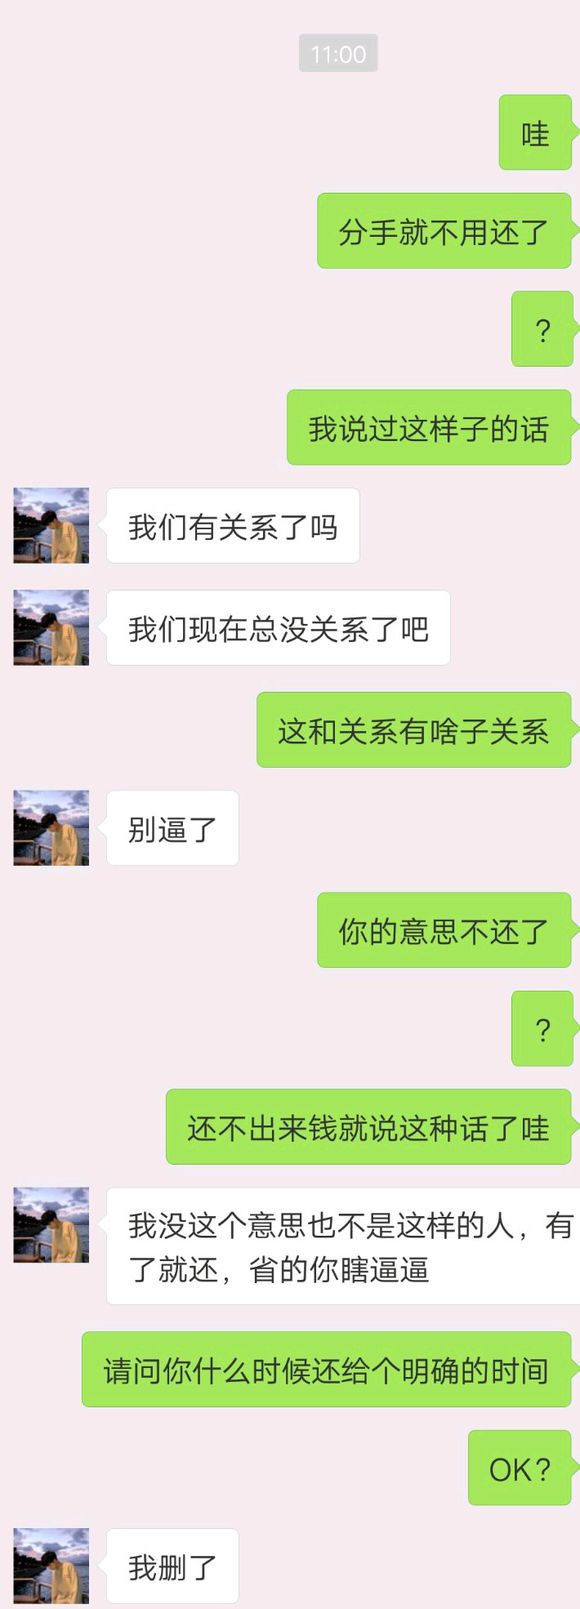 11:00
哇
分手就不用还了
？
我说过这样子的话
我们有关系了吗
我们现在总没关系了吧
这和关系有啥子关系
别逼了
你的意思不还了
？
还不出来钱就说这种话了哇
我没这个意思也不是这样的人，有
了就还，省的你瞎逼逼
请问你什么时候还给个明确的时间
OK？
我删了